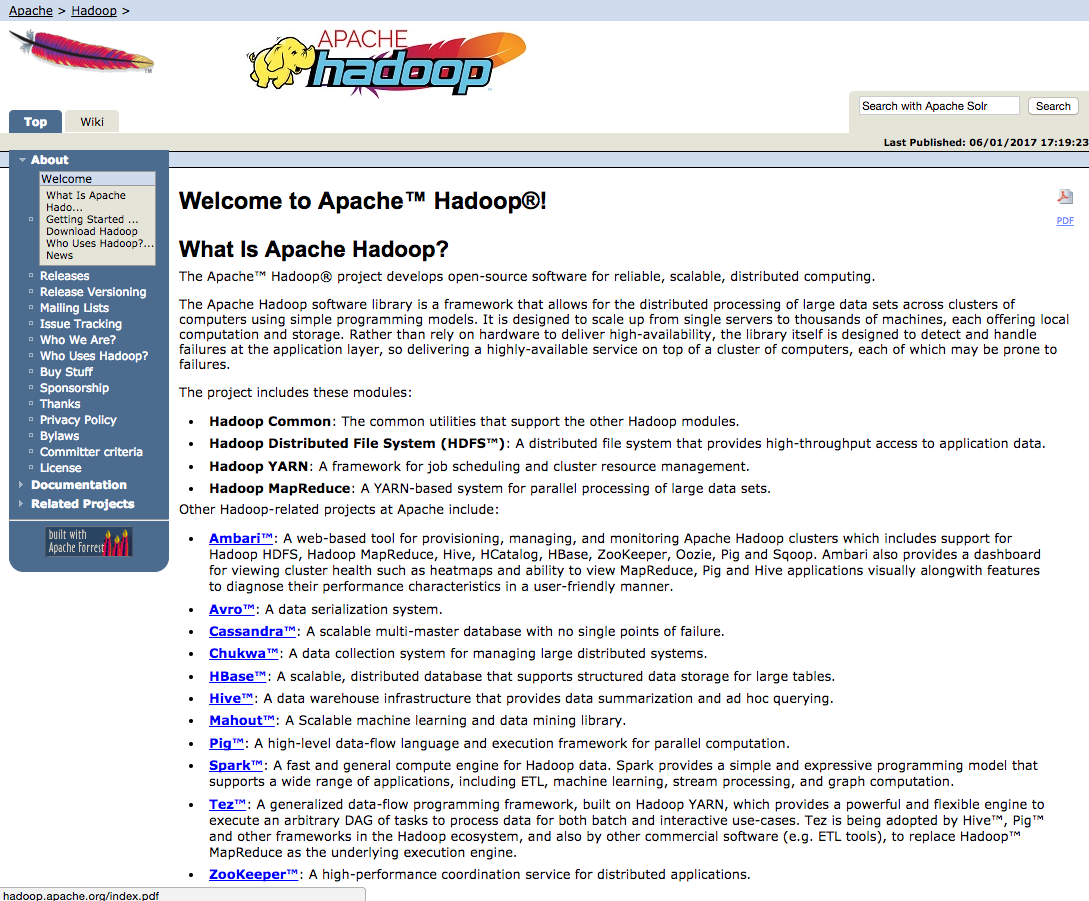 Apache > Hadoop >
TM
APACHE
hadoop
Top
Wiki
Search with Apache Solr
Search
Last Published: 06/01/2017 17:19:23
About
Welcome
What Is Apache
Hado...
Getting Started ...
Download Hadoop
Who Uses Hadoop?...
News
Releases
Release Versioning
Mailing Lists
Issue Tracking
Who We Are?
Who Uses Hadoop?
Buy Stuff
Sponsorship
Thanks
Privacy Policy
Bylaws
Committer criteria
License
Documentation
Related Projects
built with
Apache Forrest
Welcome to Apache™ Hadoop®!
PDF
What Is Apache Hadoop?
The Apache™ Hadoop® project develops open-source software for reliable, scalable, distributed computing.
The Apache Hadoop software library is a framework that allows for the distributed processing of large data sets across clusters of
computers using simple programming models. It is designed to scale up from single servers to thousands of machines, each offering local
computation and storage. Rather than rely on hardware to deliver high-availability, the library itself is designed to detect and handle
failures at the application layer, so delivering a highly-available service on top of a cluster of computers, each of which may be prone to
failures.
The project includes these modules:
• Hadoop Common: The common utilities that support the other Hadoop modules.
• Hadoop Distributed File System (HDFS™): A distributed file system that provides high-throughput access to application data.
• Hadoop YARN: A framework for job scheduling and cluster resource management.
• Hadoop MapReduce: A YARN-based system for parallel processing of large data sets.
Other Hadoop-related projects at Apache include:
• Ambari™: A web-based tool for provisioning, managing, and monitoring Apache Hadoop clusters which includes support for
Hadoop HDFS, Hadoop MapReduce, Hive, HCatalog, HBase, ZooKeeper, Oozie, Pig and Sqoop. Ambari also provides a dashboard
for viewing cluster health such as heatmaps and ability to view MapReduce, Pig and Hive applications visually alongwith features
to diagnose their performance characteristics in a user-friendly manner.
• Avro™: A data serialization system.
• Cassandra™: A scalable multi-master database with no single points of failure.
• Chukwa™: A data collection system for managing large distributed systems.
• HBase™: A scalable, distributed database that supports structured data storage for large tables.
• Hive™: A data warehouse infrastructure that provides data summarization and ad hoc querying.
• Mahout™: A Scalable machine learning and data mining library.
• Pig™: A high-level data-flow language and execution framework for parallel computation.
• Spark™: A fast and general compute engine for Hadoop data. Spark provides a simple and expressive programming model that
supports a wide range of applications, including ETL, machine learning, stream processing, and graph computation.
• Tez™: A generalized data-flow programming framework, built on Hadoop YARN, which provides a powerful and flexible engine to
execute an arbitrary DAG of tasks to process data for both batch and interactive use-cases. Tez is being adopted by Hive™, Pig™
and other frameworks in the Hadoop ecosystem, and also by other commercial software (e.g. ETL tools), to replace Hadoop™
MapReduce as the underlying execution engine.
• ZooKeeper™: A high-performance coordination service for distributed applications.
hadoop.apache.org/index.pdf